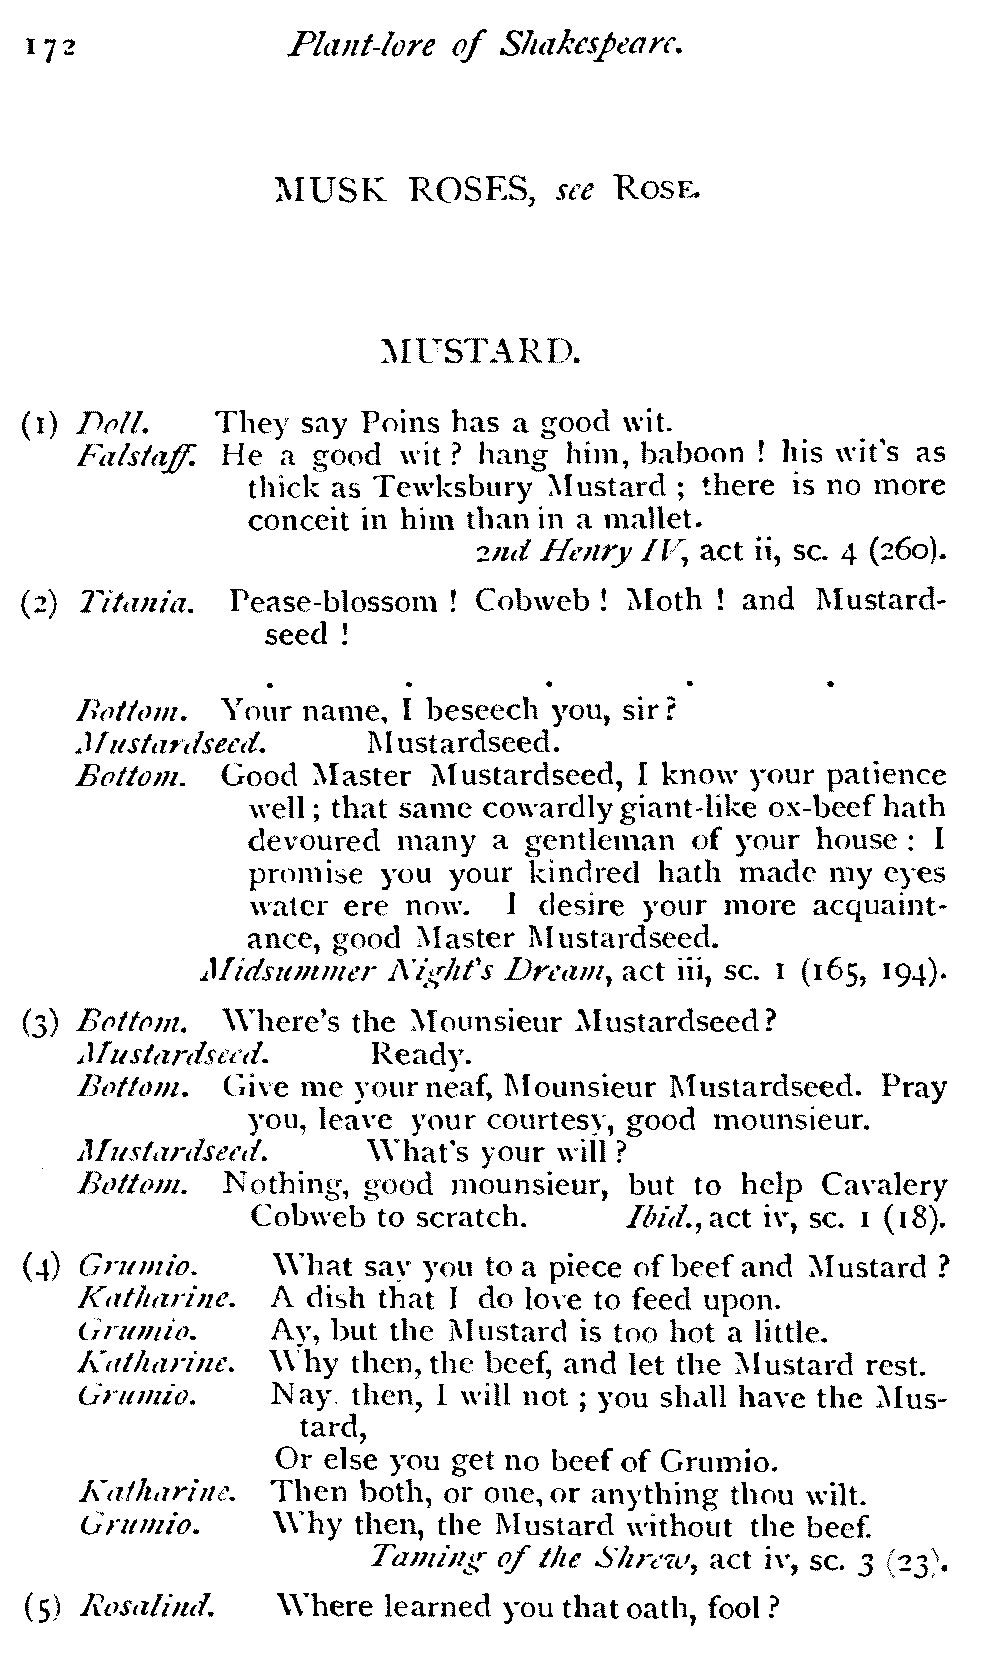 172 Plant-lore of Shakespeare.
MUSK ROSES, see ROSE.
MUSTARD.
(1) Doll. They say Poins has a good wit.
Falstaff. He a good wit? hang him, baboon! his wit's as
thick as Tewksbury Mustard; there is no more
conceit in him than in a mallet.
2nd Henry IV, act ii, sc. 4 (260).
(2) Titania. Pease-blossom! Cobweb! Moth! and Mustard-
seed!
. . . . .
Bottom. Your name, I beseech you, sir?
Mustardseed. Mustardseed.
Bottom. Good Master Mustardseed, I know your patience
well; that same cowardly giant-like ox-beef hath
devoured many a gentleman of your house: I
promise you your kindred hath made my eyes
water ere now. I desire your more acquaint-
ance, good Master Mustardseed.
Midsummer Night's Dream, act iii, sc. 1 (165, 194).
(3) Bottom. Where's the Mounsieur Mustardseed?
Mustardseed. Ready.
Bottom. Give me your neaf, Mounsieur Mustardseed. Pray
you, leave your courtesy, good mounsieur.
Mustardseed. What's your will?
Bottom. Nothing, good mounsieur, but to help Cavalery
Cobweb to scratch. Ibid., act iv, sc. 1 (18).
(4) Grumio. What say you to a piece of beef and Mustard?
Katharine. A dish that I do love to feed upon.
Grumio. Ay, but the Mustard is too hot a little.
Katharine. Why then, the beef, and let the Mustard rest.
Grumio. Nay, then, I will not; you shall have the Mus-
tard,
Or else you get no beef of Grumio.
Katharine. Then both, or one, or anything thou wilt.
Grumio. Why then, the Mustard without the beef.
Taming of the Shrew, act iv, sc. 3 (23).
(5) Rosalind. Where learned you that oath, fool?